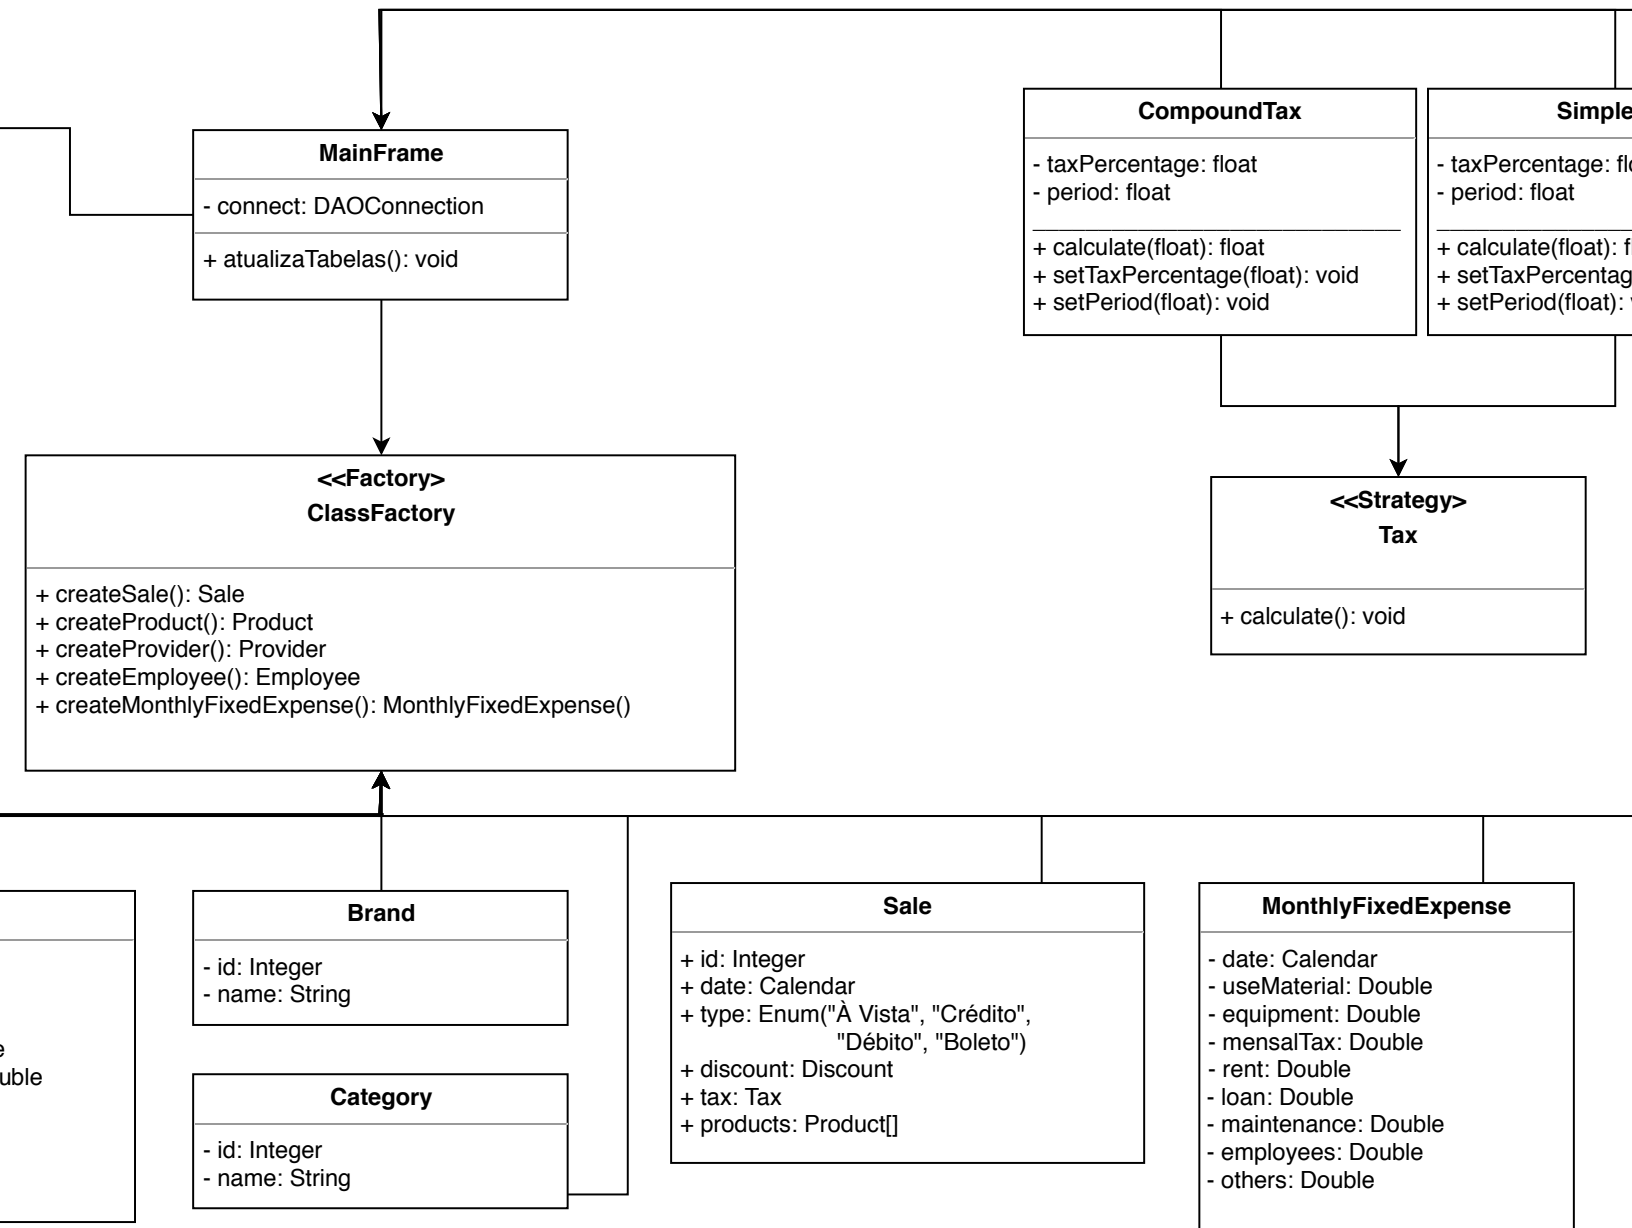 MainFrame
- connect: DAOConnection
+ atualizaTabelas(): void
CompoundTax
- taxPercentage: float
- period: float
+ calculate(float): float
+ setTaxPercentage(float): void
+ setPeriod(float): void
Simple
- taxPercentage:
- period: float
+ calculate(float):
+ setPeriod(float):
<<Factory>
ClassFactory
+ createSale(): Sale
+ createProduct(): Product
+ createProvider(): Provider
+ createEmployee(): Employee
+ createMonthlyFixedExpense(): MonthlyFixedExpense()
<<Strategy>
Tax
+ calculate(): void
Brand
- id: Integer
- name: String
Category
- id: Integer
- name: String
Sale
+ id: Integer
+ date: Calendar
+ type: Enum("À Vista", "Crédito",
"Débito", "Boleto")
+ discount: Discount
+ tax: Tax
+ products: Product[]
MonthlyFixedExpense
- date: Calendar
- useMaterial: Double
- equipment: Double
- mensalTax: Double
- rent: Double
- loan: Double
- maintenance: Double
- employees: Double
- others: Double